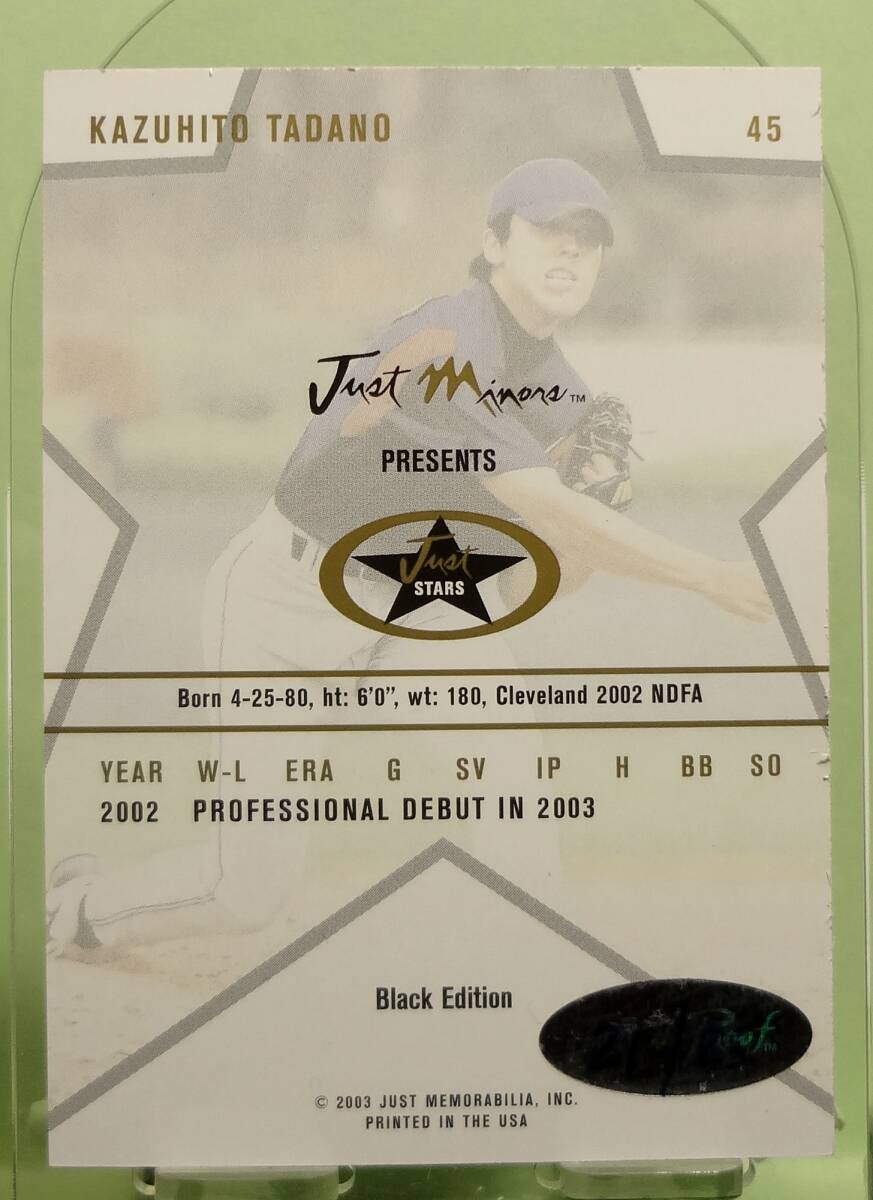 KAZUHITO TADANO 45
Just Minors™
PRESENTS
Just
STARS
Born 4-25-80, ht: 6'0", wt: 180, Cleveland 2002 NDFA
YEAR W-L ERA G SV IP H BB SO
2002 PROFESSIONAL DEBUT IN 2003
Black Edition
Proof™
© 2003 JUST MEMORABILIA, INC.
PRINTED IN THE USA